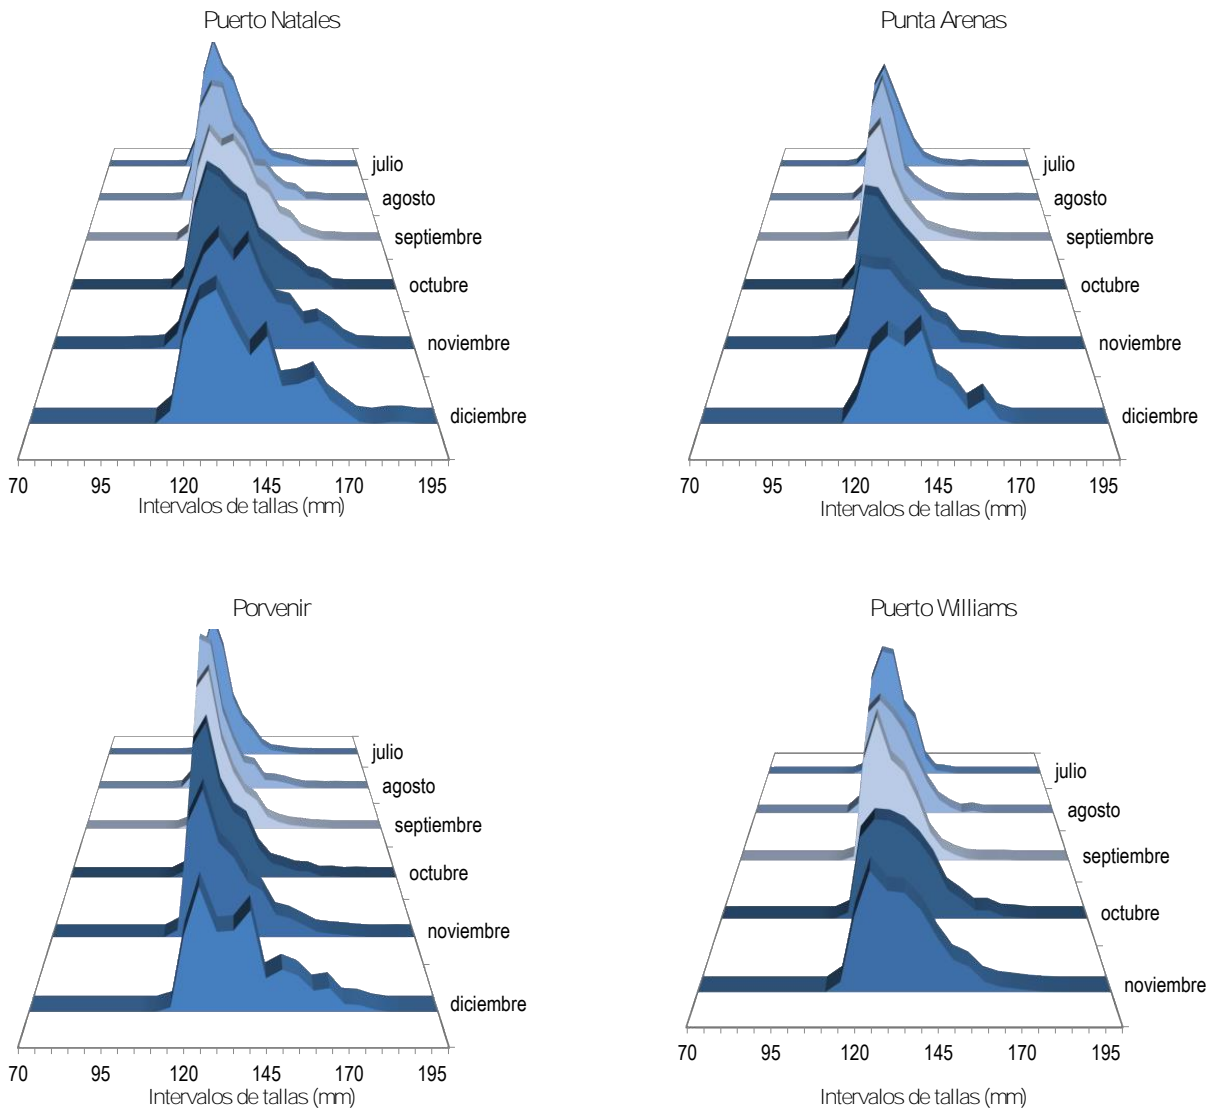 Puerto Natales
julio
agosto
septiembre
octubre
noviembre
diciembre
70 95 120 145 170 195
Intervalos de tallas (mm)
Punta Arenas
julio
agosto
septiembre
octubre
noviembre
diciembre
70 95 120 145 170 195
Intervalos de tallas (mm)
Porvenir
julio
agosto
septiembre
octubre
noviembre
diciembre
70 95 120 145 170 195
Intervalos de tallas (mm)
Puerto Williams
julio
agosto
septiembre
octubre
noviembre
70 95 120 145 170 195
Intervalos de tallas (mm)